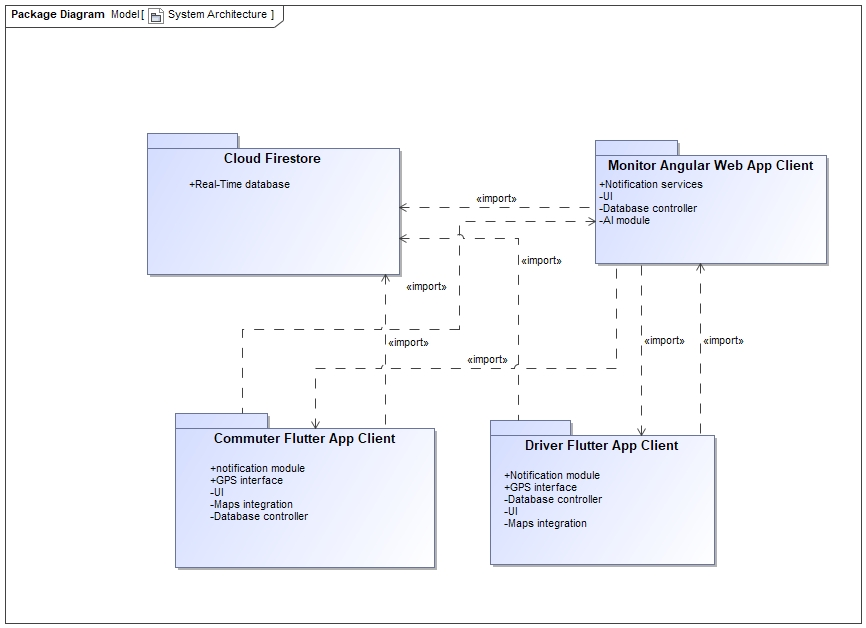 Package Diagram Model[ System Architecture ]
Cloud Firestore
+Real-Time database
Monitor Angular Web App Client
+Notification services
-UI
-Database controller
-AI module
«import»
«import»
«import»
«import»
«import»
«import»
«import»
Commuter Flutter App Client
+notification module
+GPS interface
-UI
-Maps integration
-Database controller
Driver Flutter App Client
+Notification module
+GPS interface
-Database controller
-UI
-Maps integration